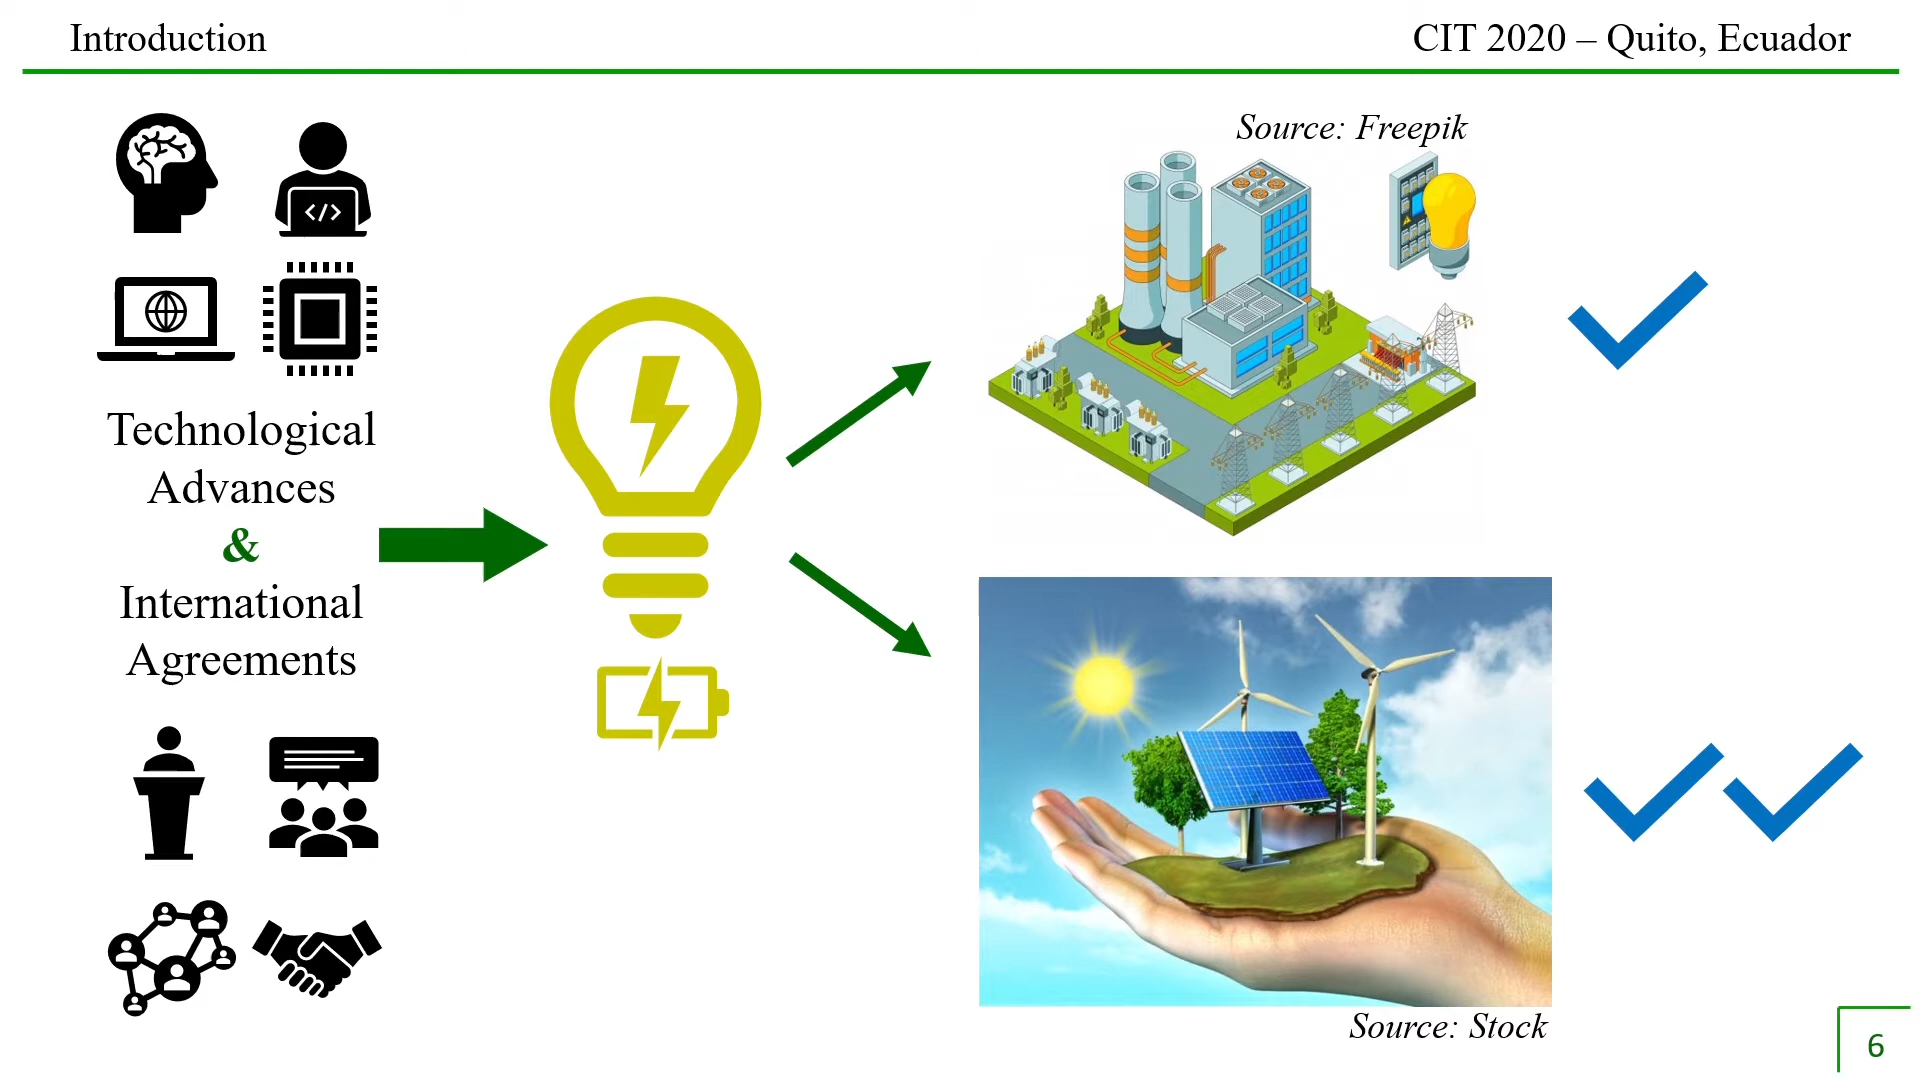 Introduction
CIT 2020 – Quito, Ecuador
Source: Freepik
</>
Technological
Advances
&
International
Agreements
Source: Stock
6